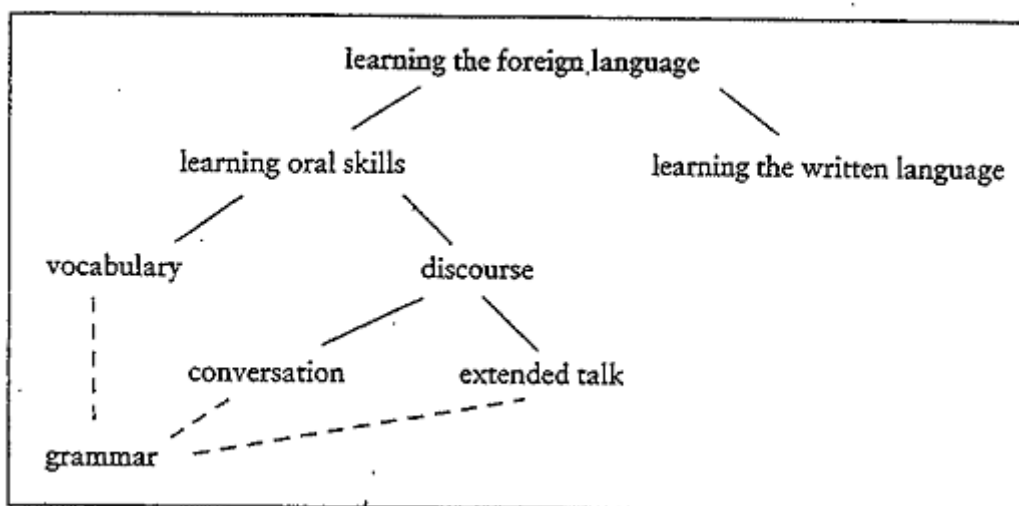 learning the foreign language
learning oral skills
learning the written language
vocabulary
discourse
conversation
extended talk
grammar